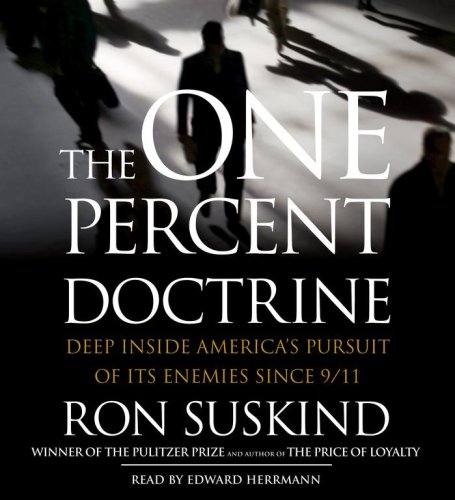 THE ONE
PERCENT
DOCTRINE
DEEP INSIDE AMERICA'S PURSUIT
OF ITS ENEMIES SINCE 9/11
RON SUSKIND
WINNER OF THE PULITZER PRIZE AND AUTHOR OF THE PRICE OF LOYALTY
READ BY EDWARD HERRMANN